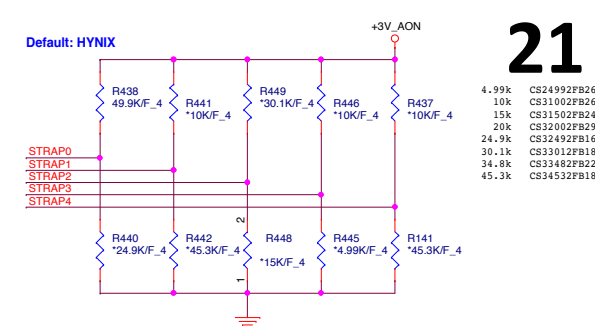 +3V_AON
Default: HYNIX
21
R438
49.9K/F_4
R441
*10K/F_4
R449
*30.1K/F_4
R446
*10K/F_4
R437
*10K/F_4
4.99k CS24992FB26
10k CS31002FB26
15k CS31502FB24
20k CS32002FB29
24.9k CS32492FB16
30.1k CS33012FB18
34.8k CS33482FB22
45.3k CS34532FB18
STRAP0
STRAP1
STRAP2
STRAP3
STRAP4
2
R440
*24.9K/F_4
R442
*45.3K/F_4
R448
*15K/F_4
R445
*4.99K/F_4
R141
*45.3K/F_4
1